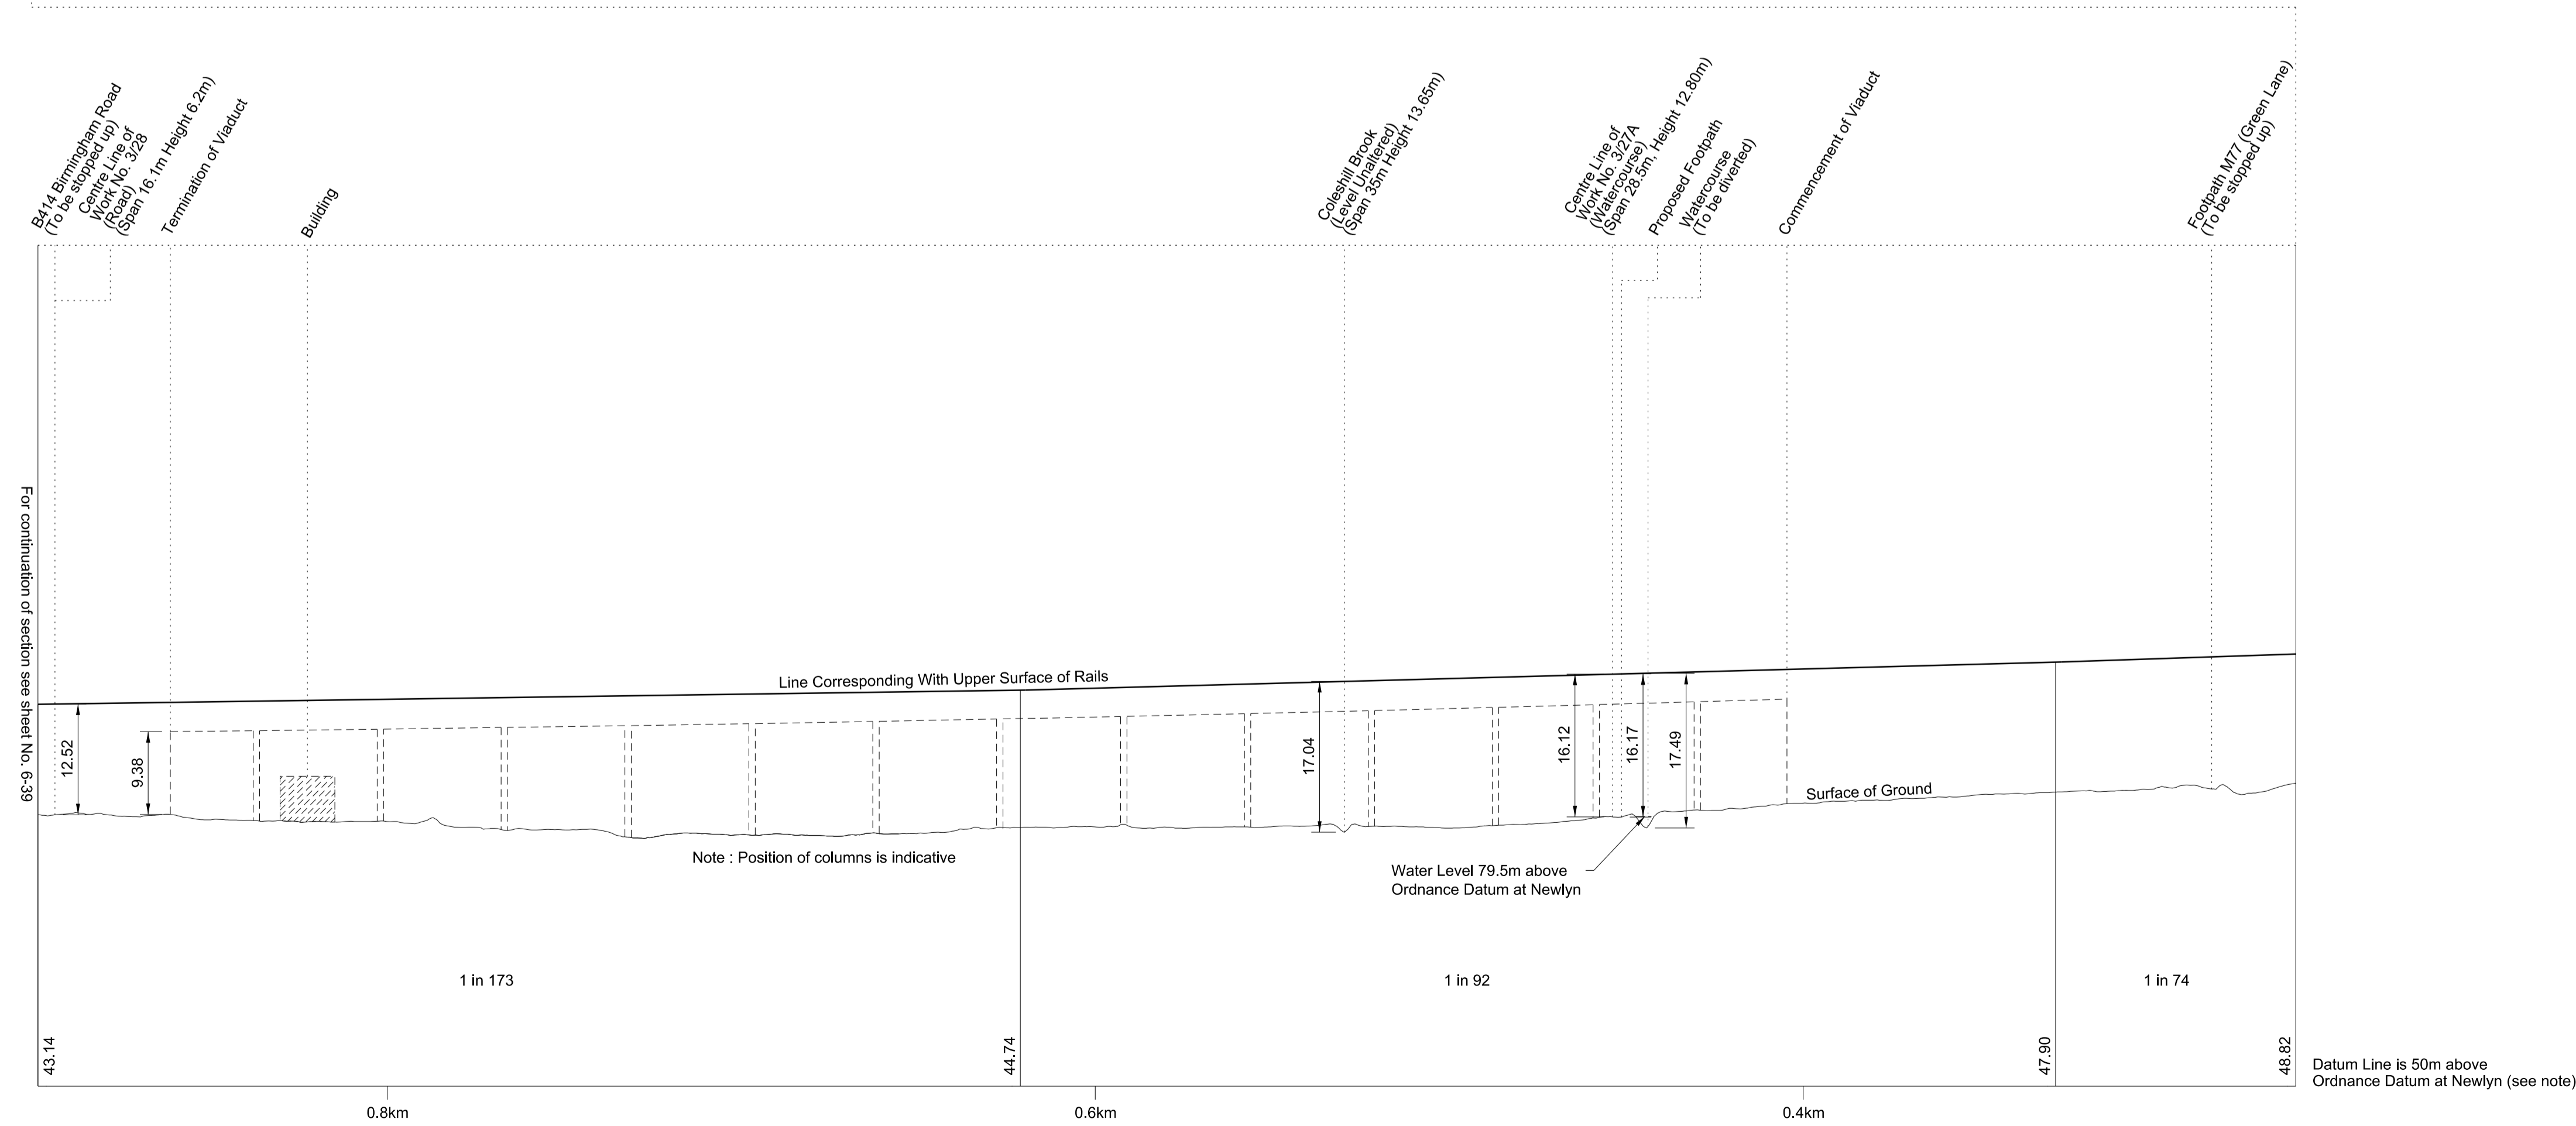 B414 Birmingham Road
(To be stopped up)
Centre Line of
Work No. 3/28
(Road)
(Span 16.1m Height 6.2m)
Termination of Viaduct
Building
Coleshill Brook
(Level Unaltered)
(Span 35m Height 13.65m)
Centre Line of
Work No. 3/27A
(Watercourse)
(Span 28.5m, Height 12.80m)
Proposed Footpath
Watercourse
(To be diverted)
Commencement of Viaduct
Footpath M77 (Green Lane)
(To be stopped up)
For continuation of section see sheet No. 6-39
Line Corresponding With Upper Surface of Rails
12.52
9.38
17.04
16.12
16.17
17.49
Surface of Ground
Note : Position of columns is indicative
Water Level 79.5m above
Ordnance Datum at Newlyn
1 in 173
1 in 92
1 in 74
43.14
44.74
47.90
48.82
Datum Line is 50m above
Ordnance Datum at Newlyn (see note)
0.8km
0.6km
0.4km